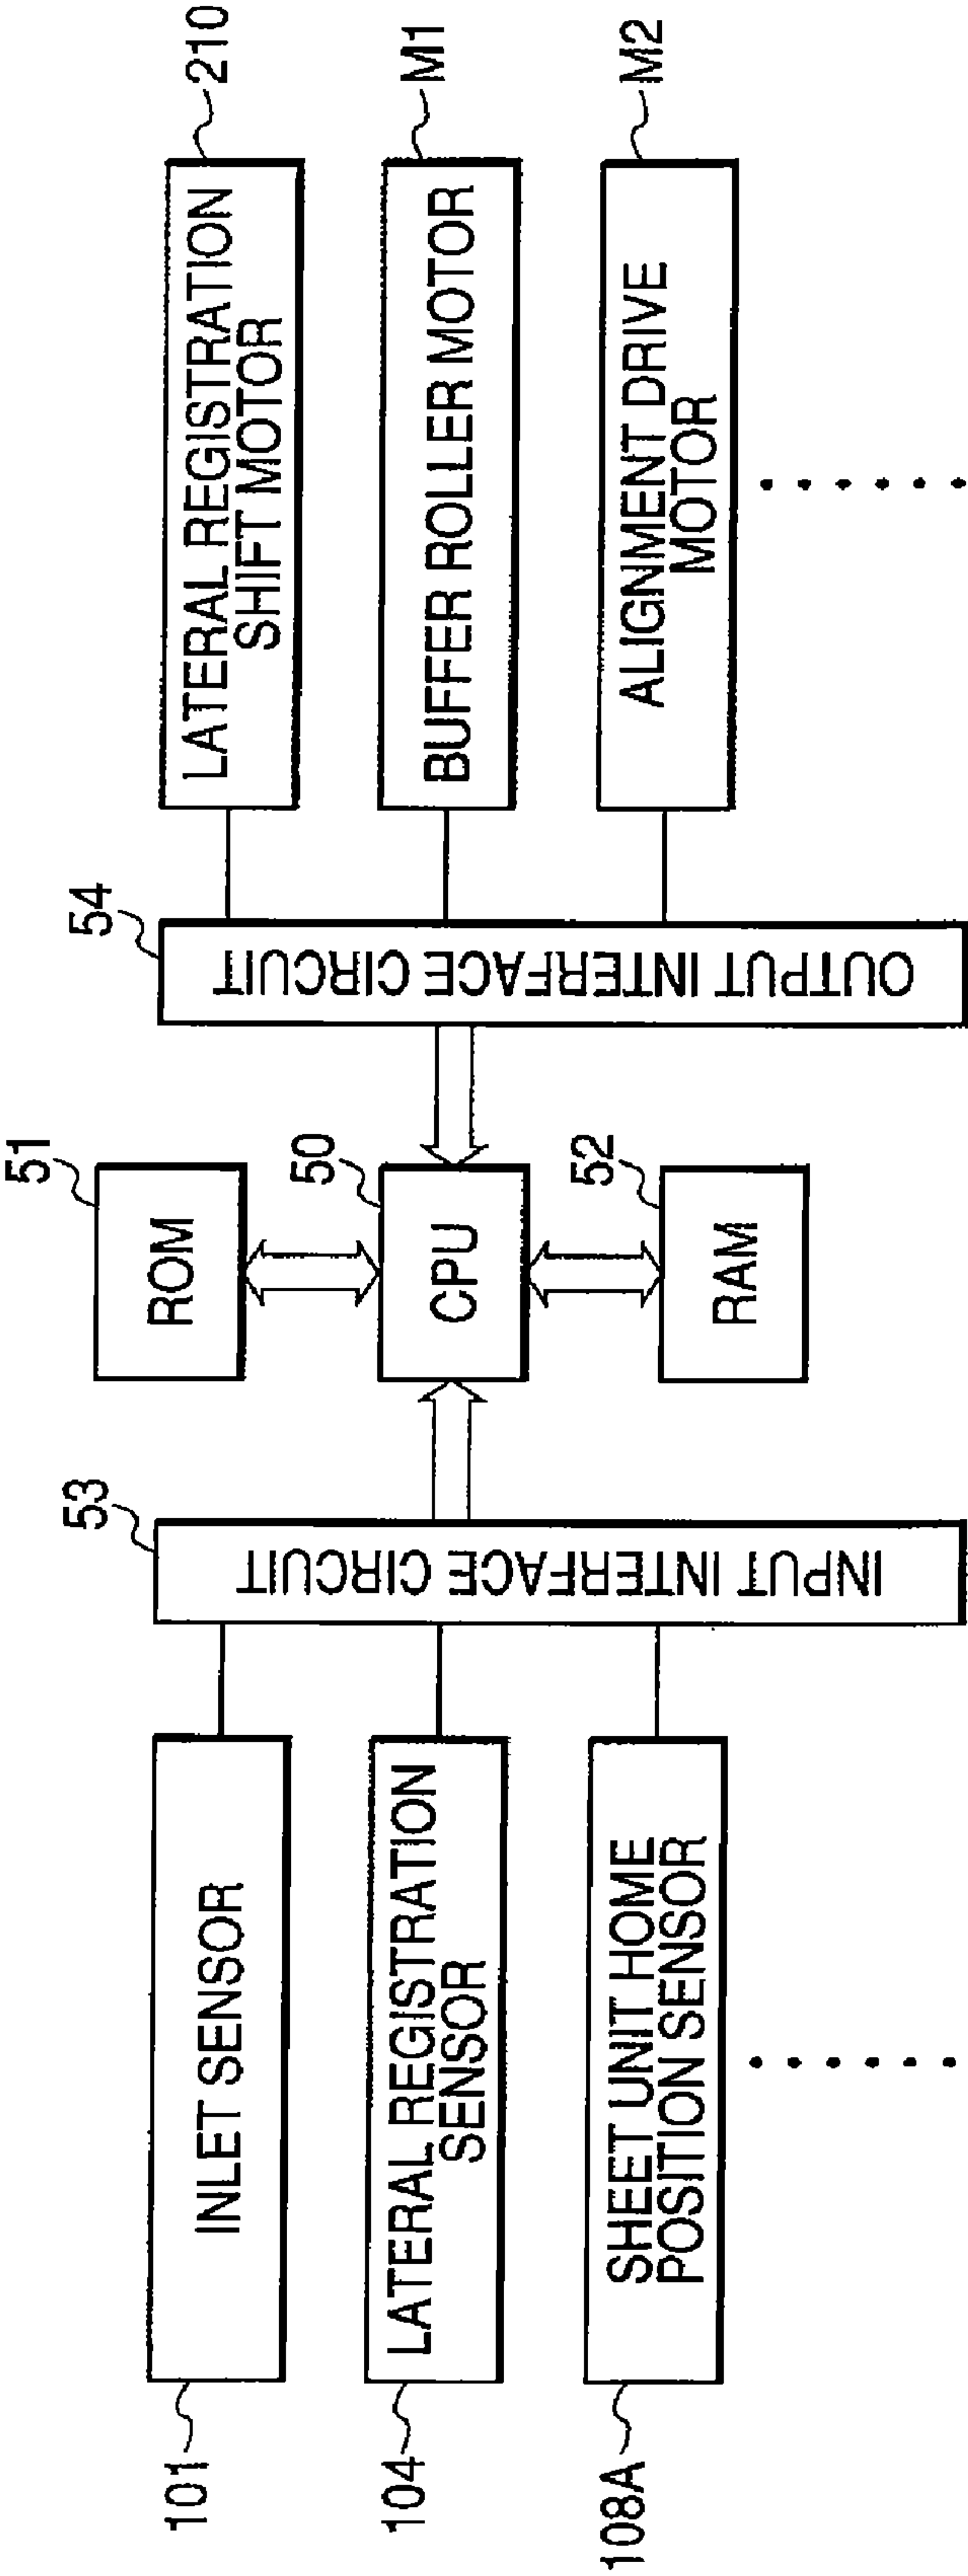 101
INLET SENSOR
104
LATERAL REGISTRATION
SENSOR
108A
SHEET UNIT HOME
POSITION SENSOR
53
INPUT INTERFACE CIRCUIT
51
ROM
50
CPU
52
RAM
54
OUTPUT INTERFACE CIRCUIT
LATERAL REGISTRATION
SHIFT MOTOR
210
BUFFER ROLLER MOTOR
M1
ALIGNMENT DRIVE
MOTOR
M2